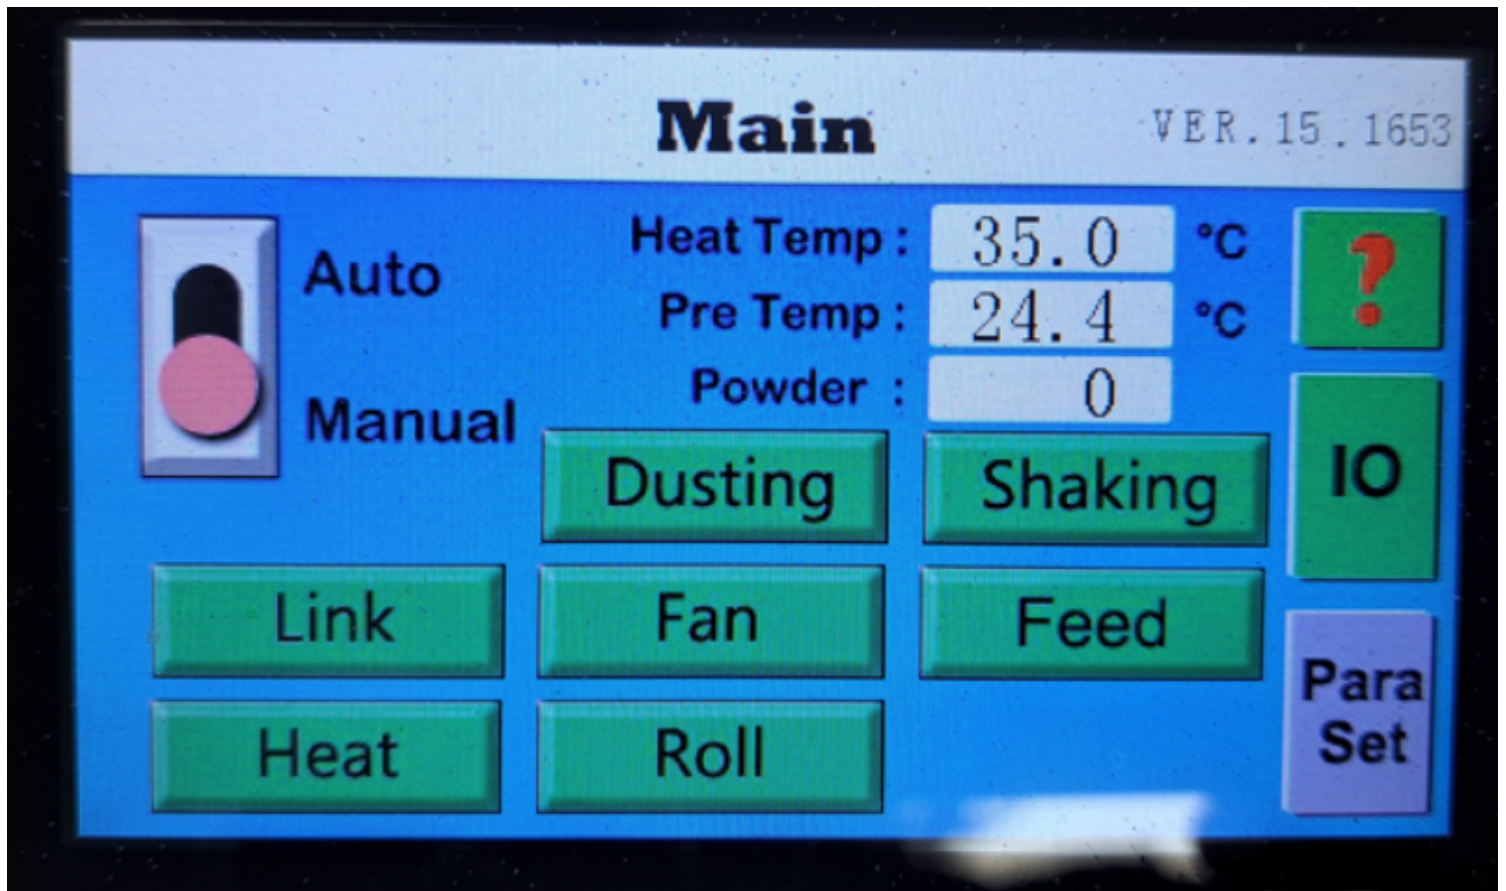 Main
VER.15.1653
Auto
Manual
Heat Temp : 35.0 °C
Pre Temp : 24.4 °C
Powder : 0
?
IO
Para
Set
Dusting
Shaking
Link
Fan
Feed
Heat
Roll